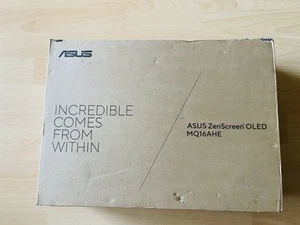 ASUS
INCREDIBLE
COMES
FROM
WITHIN
ASUS ZenScreen OLED
MQ16AHE